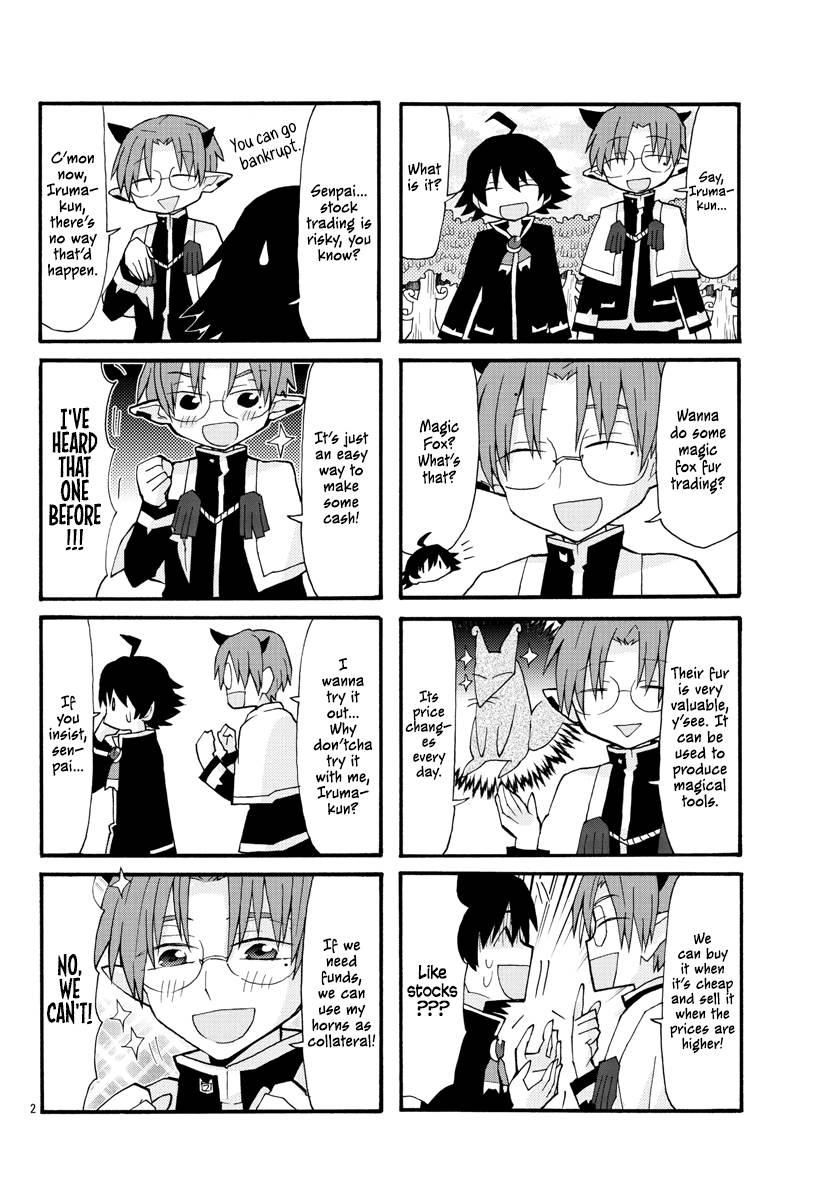 Say,
Iruma-
kun...
What
is it?
Wanna
do some
magic
fox fur
trading?
Magic
Fox?
What's
that?
Their fur
is very
valuable,
y'see. It
can be
used to
produce
magical
tools.
Its
price
chang-
es
every
day.
We
can buy
it when
it's cheap
and sell it
when the
prices are
higher!
Like
stocks
???
Senpai...
stock
trading is
risky, you
know?
You can go
bankrupt.
C'mon
now,
Iruma-
kun,
there's
no way
that'd
happen.
It's just
an easy
way to
make
some
cash!
I'VE
HEARD
THAT
ONE
BEFORE
!!!
I
wanna
try it
out...
Why
don'tcha
try it
with me,
Iruma-
kun?
If
you
insist,
sen-
pai...
If we
need
funds,
we can
use my
horns as
collateral!
NO,
WE
CAN'T!
2